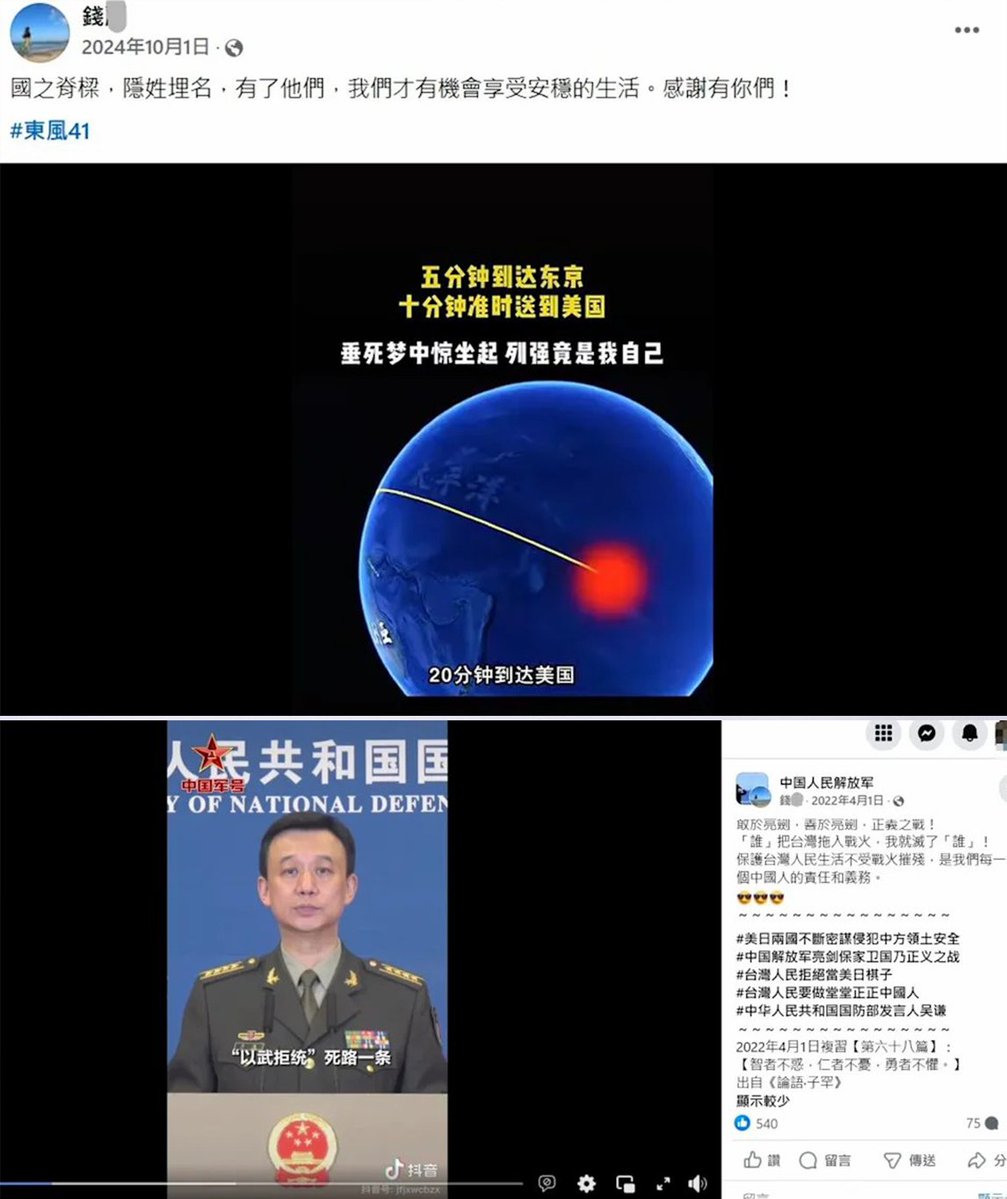 錢
2024年10月1日
國之脊樑，隱姓埋名，有了他們，我們才有機會享受安穩的生活。感謝有你們！
#東風41
五分钟到达东京
十分钟准时送到美国
垂死梦中惊坐起 列强竟是我自己
太平洋
20分钟到达美国
人民共和国国
中国军号
Y OF NATIONAL DEFEN
“以武拒统”死路一条
抖音
抖音号: jfjxwcbzx
中国人民解放军
錢 · 2022年4月1日
敢於亮劍，善於亮劍，正義之戰！
「誰」把台灣拖入戰火，我就滅了「誰」！
保護台灣人民生活不受戰火摧殘，是我們每一
個中國人的責任和義務。
~ ~ ~ ~ ~ ~ ~ ~ ~ ~ ~ ~ ~ ~ ~ ~
#美日兩國不斷密謀侵犯中方領土安全
#中国解放军亮剑保家卫国乃正义之战
#台灣人民拒絕當美日棋子
#台灣人民要做堂堂正正中國人
#中华人民共和国国防部发言人吴谦
~ ~ ~ ~ ~ ~ ~ ~ ~ ~ ~ ~ ~ ~ ~ ~
2022年4月1日複習【第六十八篇】：
【智者不惑，仁者不憂，勇者不懼。】
出自《論語·子罕》
顯示較少
540
75
讚
留言
傳送
分